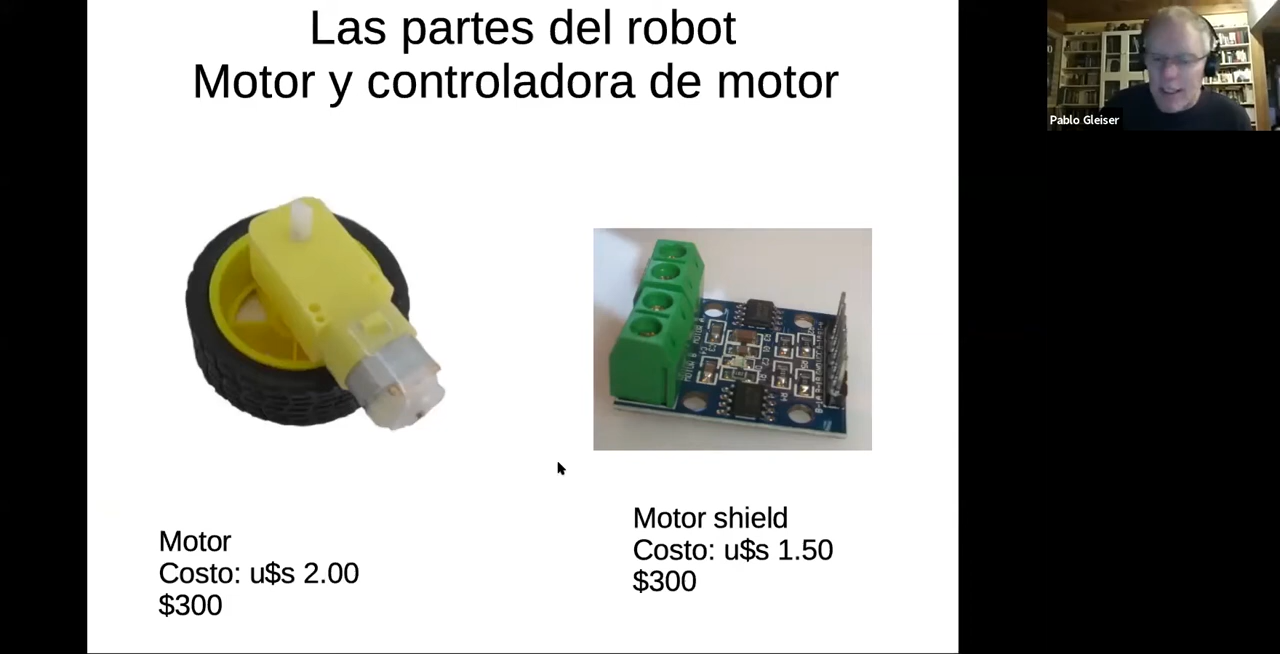 Las partes del robot
Motor y controladora de motor
Pablo Gleiser
Motor
Costo: u$s 2.00
$300
Motor shield
Costo: u$s 1.50
$300